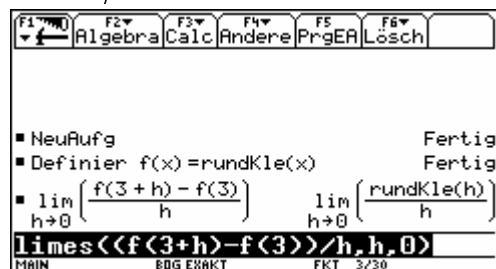 F1 F2 F3 F4 F5 F6
Algebra Calc Andere PrgEA Lösch
NeuAufg Fertig
Definier f(x)=rundKle(x) Fertig
lim h→0 (f(3+h)-f(3) / h) lim h→0 (rundKle(h) / h)
limes((f(3+h)-f(3))/h,h,0)
MAIN BOG EXAKT FKT 3/30